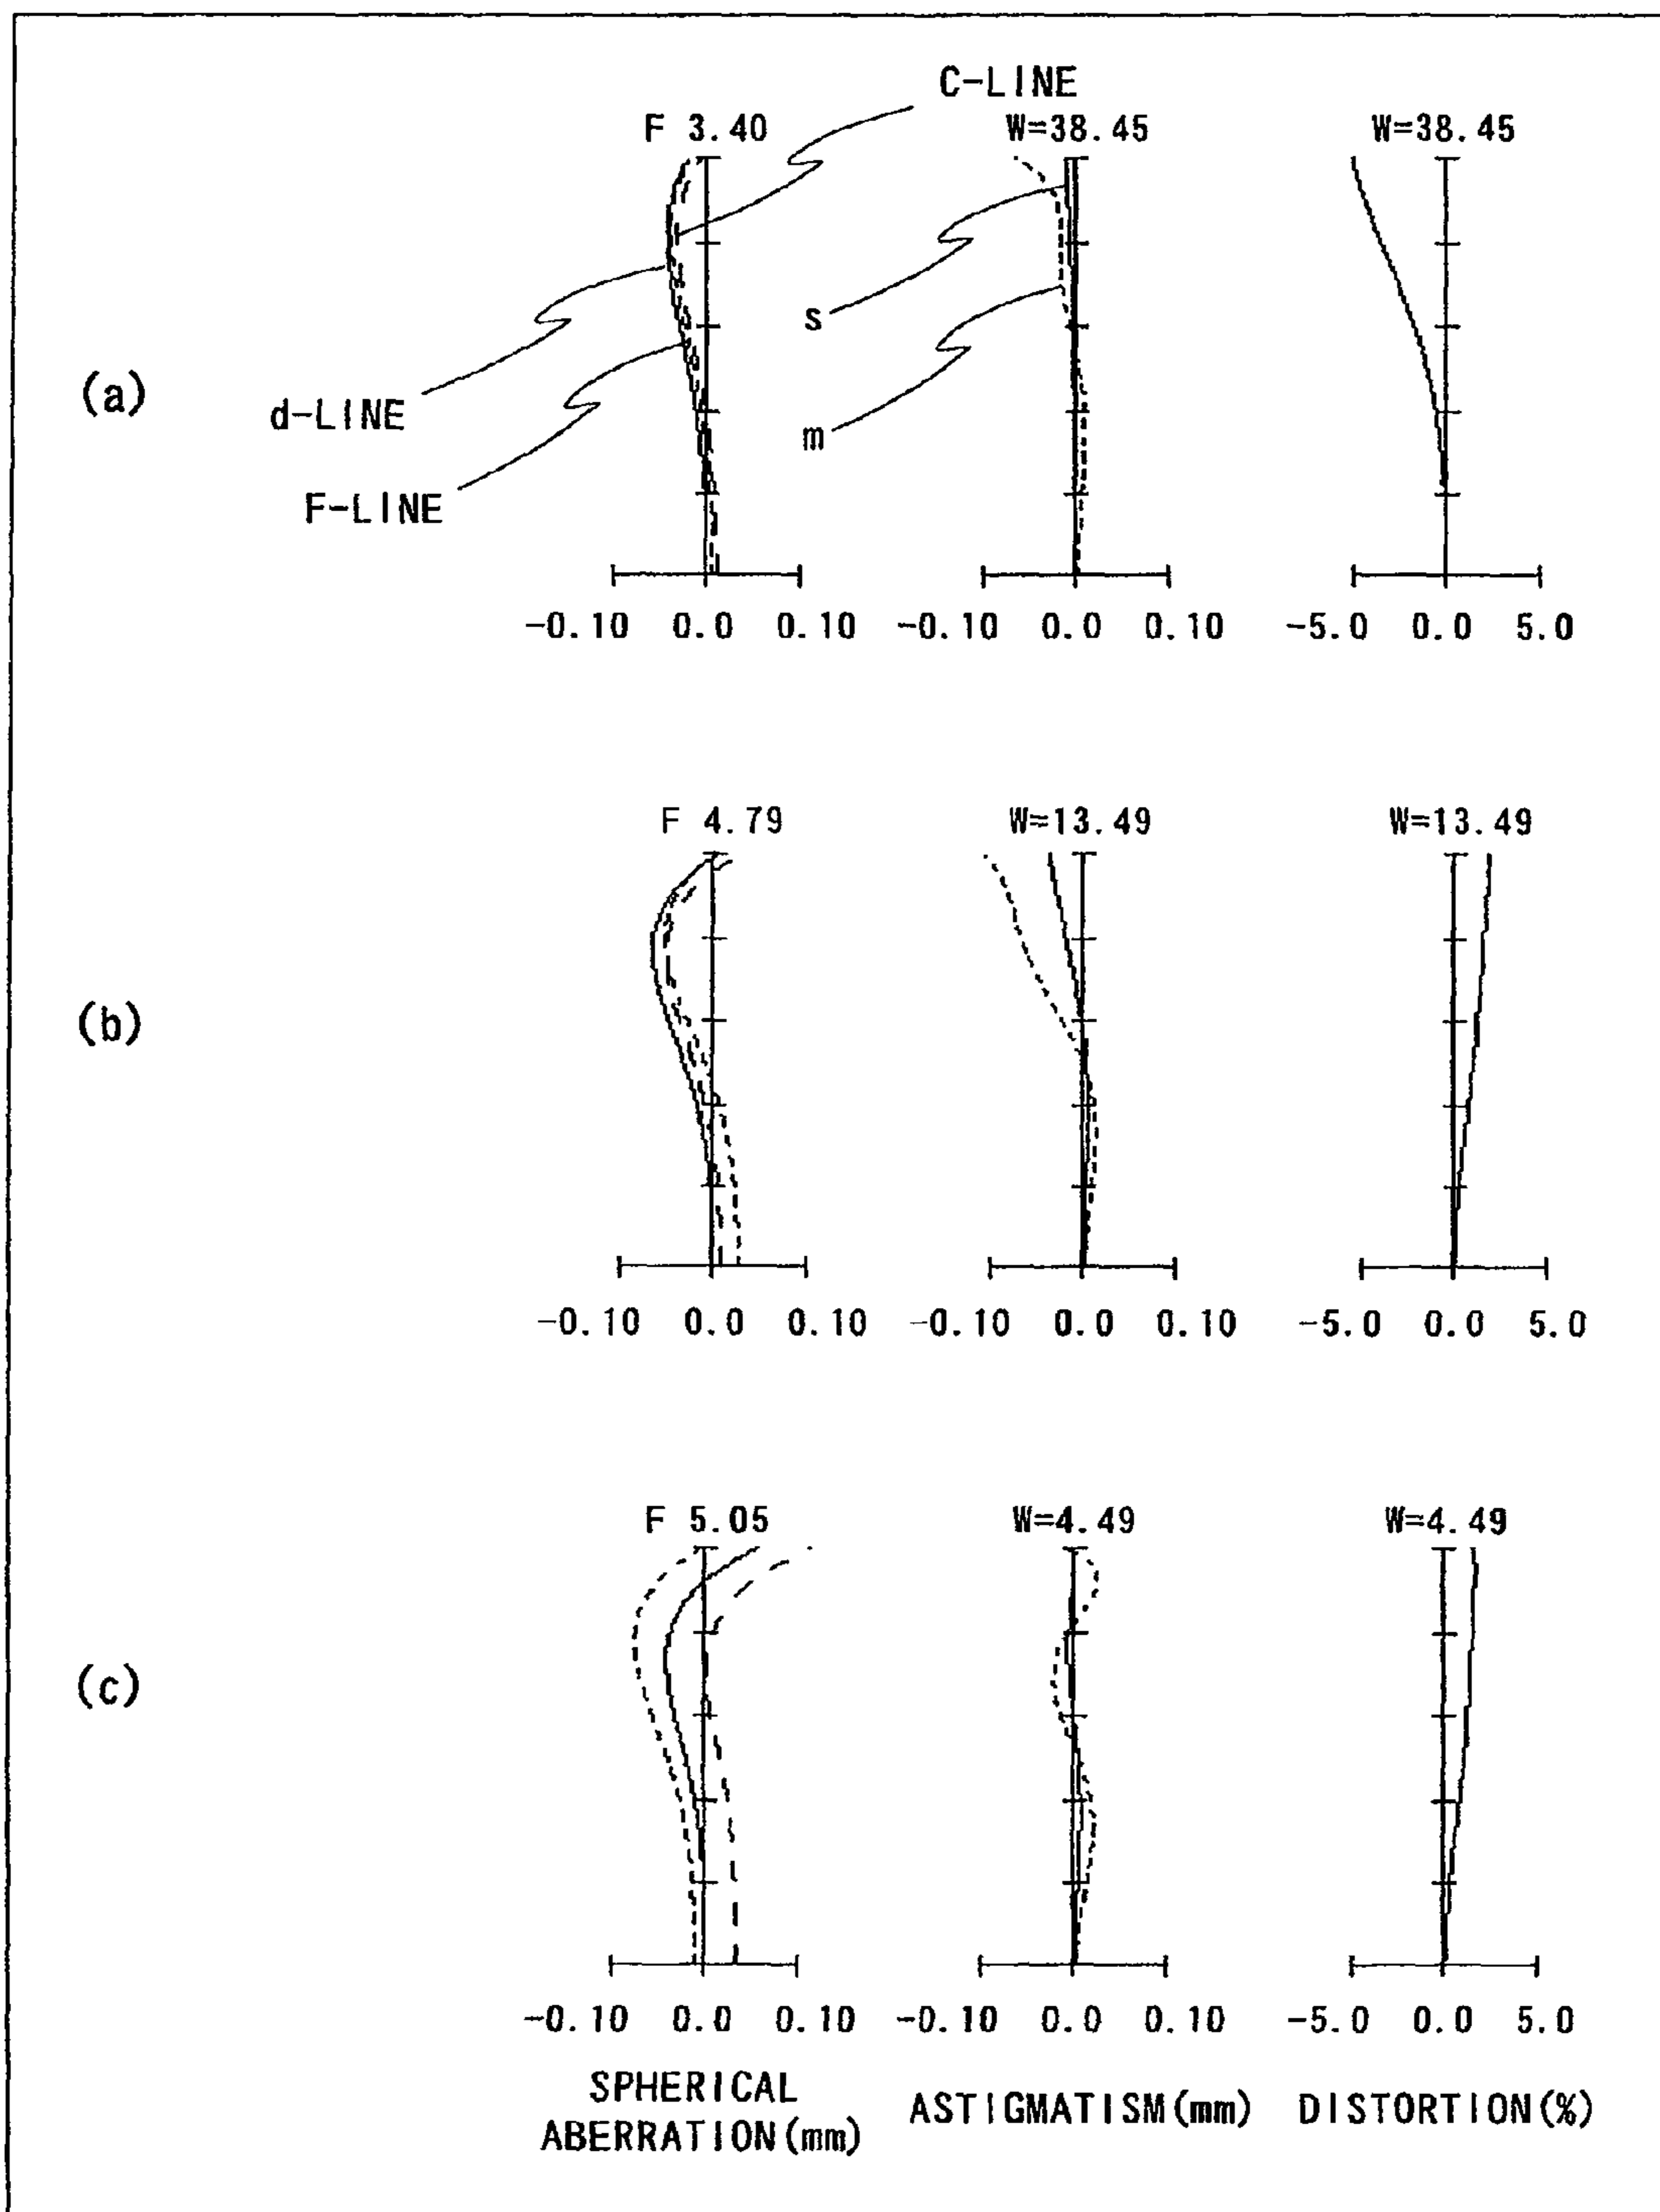 C-LINE
F 3.40
W=38.45
W=38.45
s
(a)
d-LINE
m
F-LINE
-0.10 0.0 0.10
-0.10 0.0 0.10
-5.0 0.0 5.0
F 4.79
W=13.49
W=13.49
(b)
-0.10 0.0 0.10
-0.10 0.0 0.10
-5.0 0.0 5.0
F 5.05
W=4.49
W=4.49
(c)
-0.10 0.0 0.10
-0.10 0.0 0.10
-5.0 0.0 5.0
SPHERICAL
ABERRATION(mm)
ASTIGMATISM(mm)
DISTORTION(%)